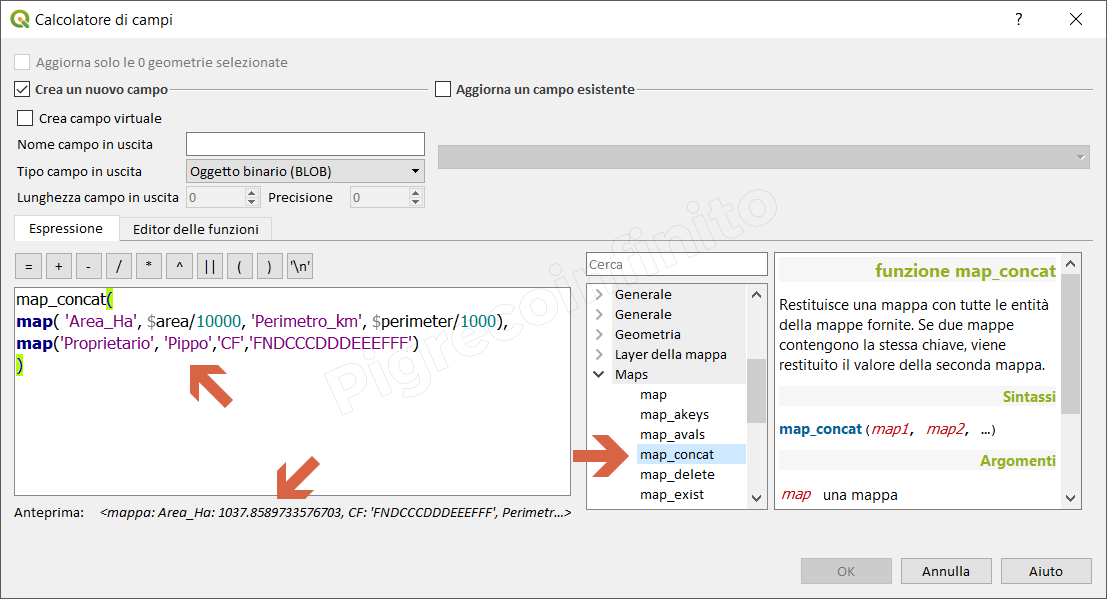 Calcolatore di campi
?
Aggiorna solo le 0 geometrie selezionate
Crea un nuovo campo
Aggiorna un campo esistente
Crea campo virtuale
Nome campo in uscita
Tipo campo in uscita Oggetto binario (BLOB)
Lunghezza campo in uscita 0 Precisione 0
Espressione Editor delle funzioni
= + - / * ^ || ( ) '\n'
map_concat(
map( 'Area_Ha', $area/10000, 'Perimetro_km', $perimeter/1000),
map('Proprietario', 'Pippo','CF','FNDCCCDDDEEEFFF')
)
Anteprima: <mappa: Area_Ha: 1037.8589733576703, CF: 'FNDCCCDDDEEEFFF', Perimetr...>
Cerca
Generale
Generale
Geometria
Layer della mappa
Maps
map
map_akeys
map_avals
map_concat
map_delete
map_exist
funzione map_concat
Restituisce una mappa con tutte le entità
della mappe fornite. Se due mappe
contengono la stessa chiave, viene
restituito il valore della seconda mappa.
Sintassi
map_concat(map1, map2, …)
Argomenti
map una mappa
Pigrecoinfinito
OK Annulla Aiuto